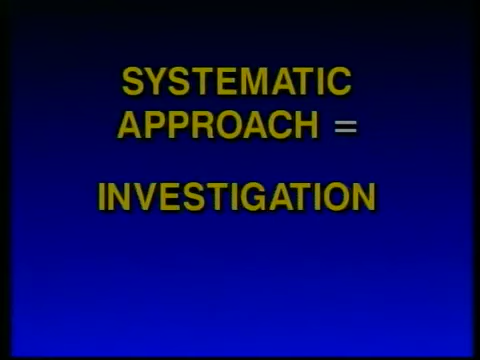 SYSTEMATIC
APPROACH =
INVESTIGATION